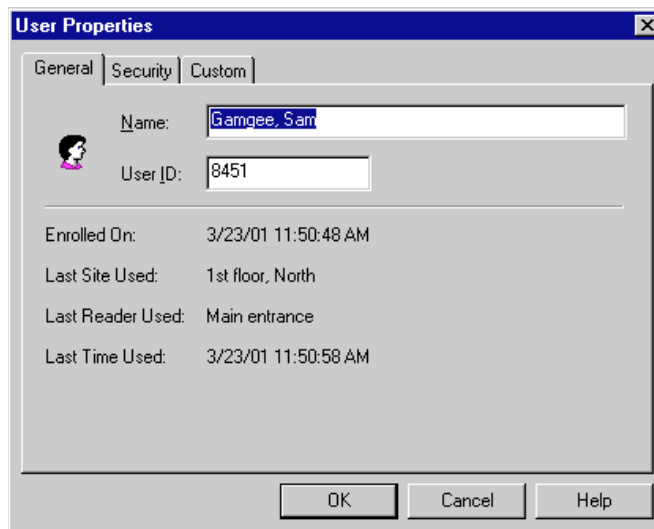 User Properties
General Security Custom
Name: Gamgee, Sam
User ID: 8451
Enrolled On: 3/23/01 11:50:48 AM
Last Site Used: 1st floor, North
Last Reader Used: Main entrance
Last Time Used: 3/23/01 11:50:58 AM
OK Cancel Help